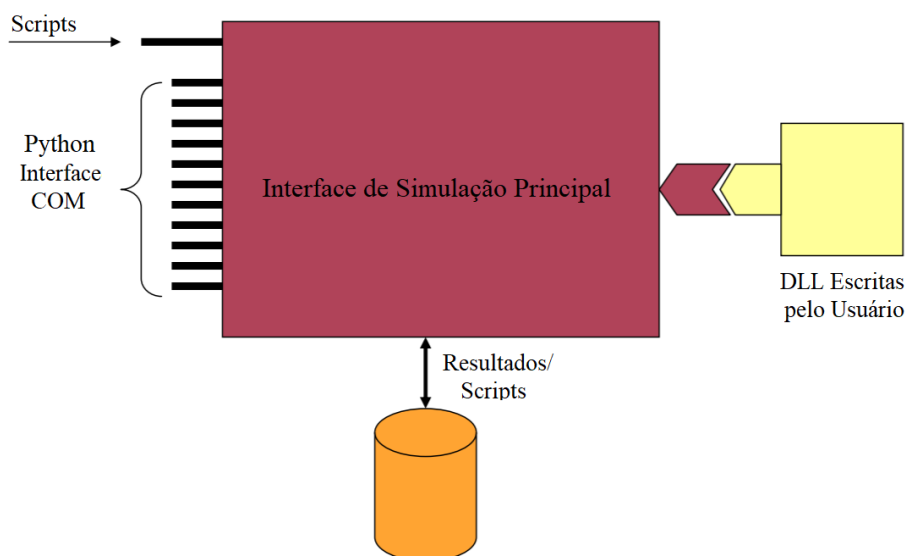 Scripts
Python
Interface
COM
Interface de Simulação Principal
DLL Escritas
pelo Usuário
Resultados/
Scripts